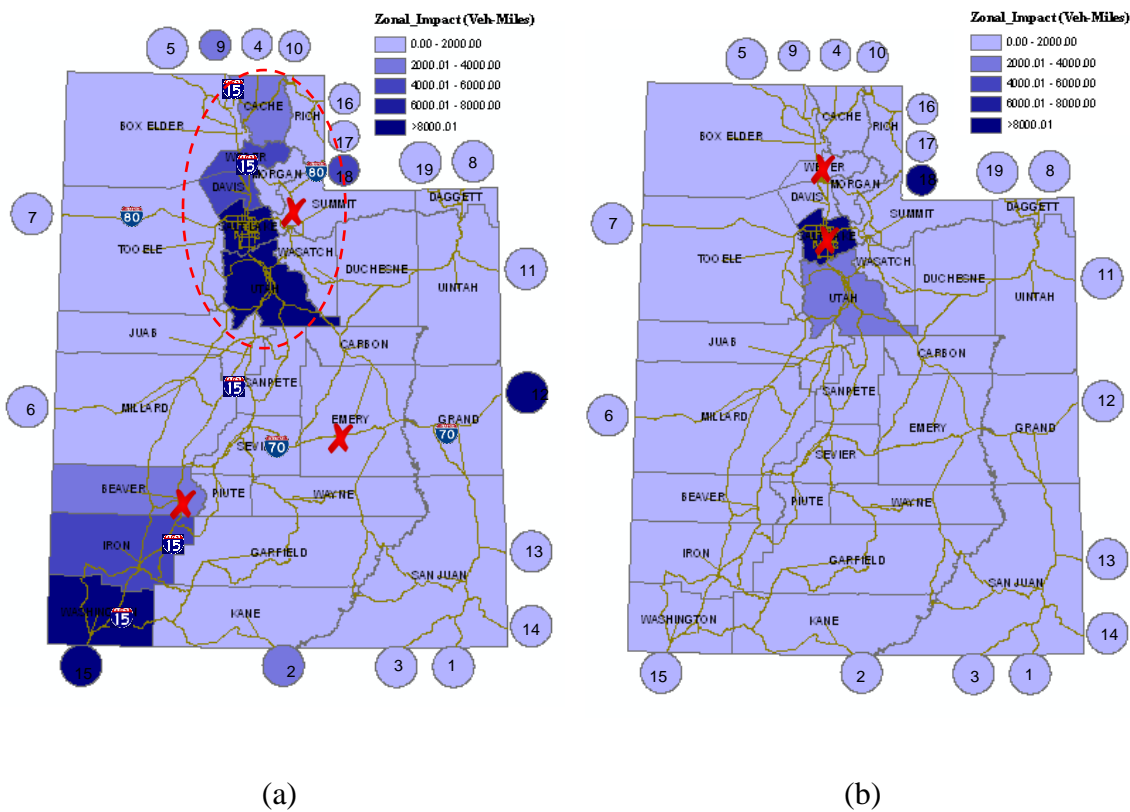 Zonal_Impact (Veh-Miles)
0.00 - 2000.00
2000.01 - 4000.00
4000.01 - 6000.00
6000.01 - 8000.00
>8000.01
5
9
4
10
15
CACHE
RICH
16
BOX ELDER
17
15
MORGAN
80
18
19
8
DAVIS
DAGGETT
7
80
SUMMIT
TOOELE
WASATCH
DUCHESNE
11
UINTAH
UTAH
JUAB
CARBON
15
SANPETE
12
6
MILLARD
EMERY
GRAND
70
70
BEAVER
PIUTE
WAYNE
15
IRON
GARFIELD
13
SAN JUAN
15
KANE
14
15
2
3
1
(a)
Zonal_Impact (Veh-Miles)
0.00 - 2000.00
2000.01 - 4000.00
4000.01 - 6000.00
6000.01 - 8000.00
>8000.01
5
9
4
10
CACHE
RICH
16
BOX ELDER
17
MORGAN
18
19
8
DAVIS
DAGGETT
7
SUMMIT
TOOELE
WASATCH
DUCHESNE
11
UINTAH
UTAH
JUAB
CARBON
SANPETE
12
6
MILLARD
EMERY
GRAND
SEVIER
BEAVER
PIUTE
WAYNE
IRON
GARFIELD
13
SAN JUAN
WASHINGTON
KANE
14
15
2
3
1
(b)